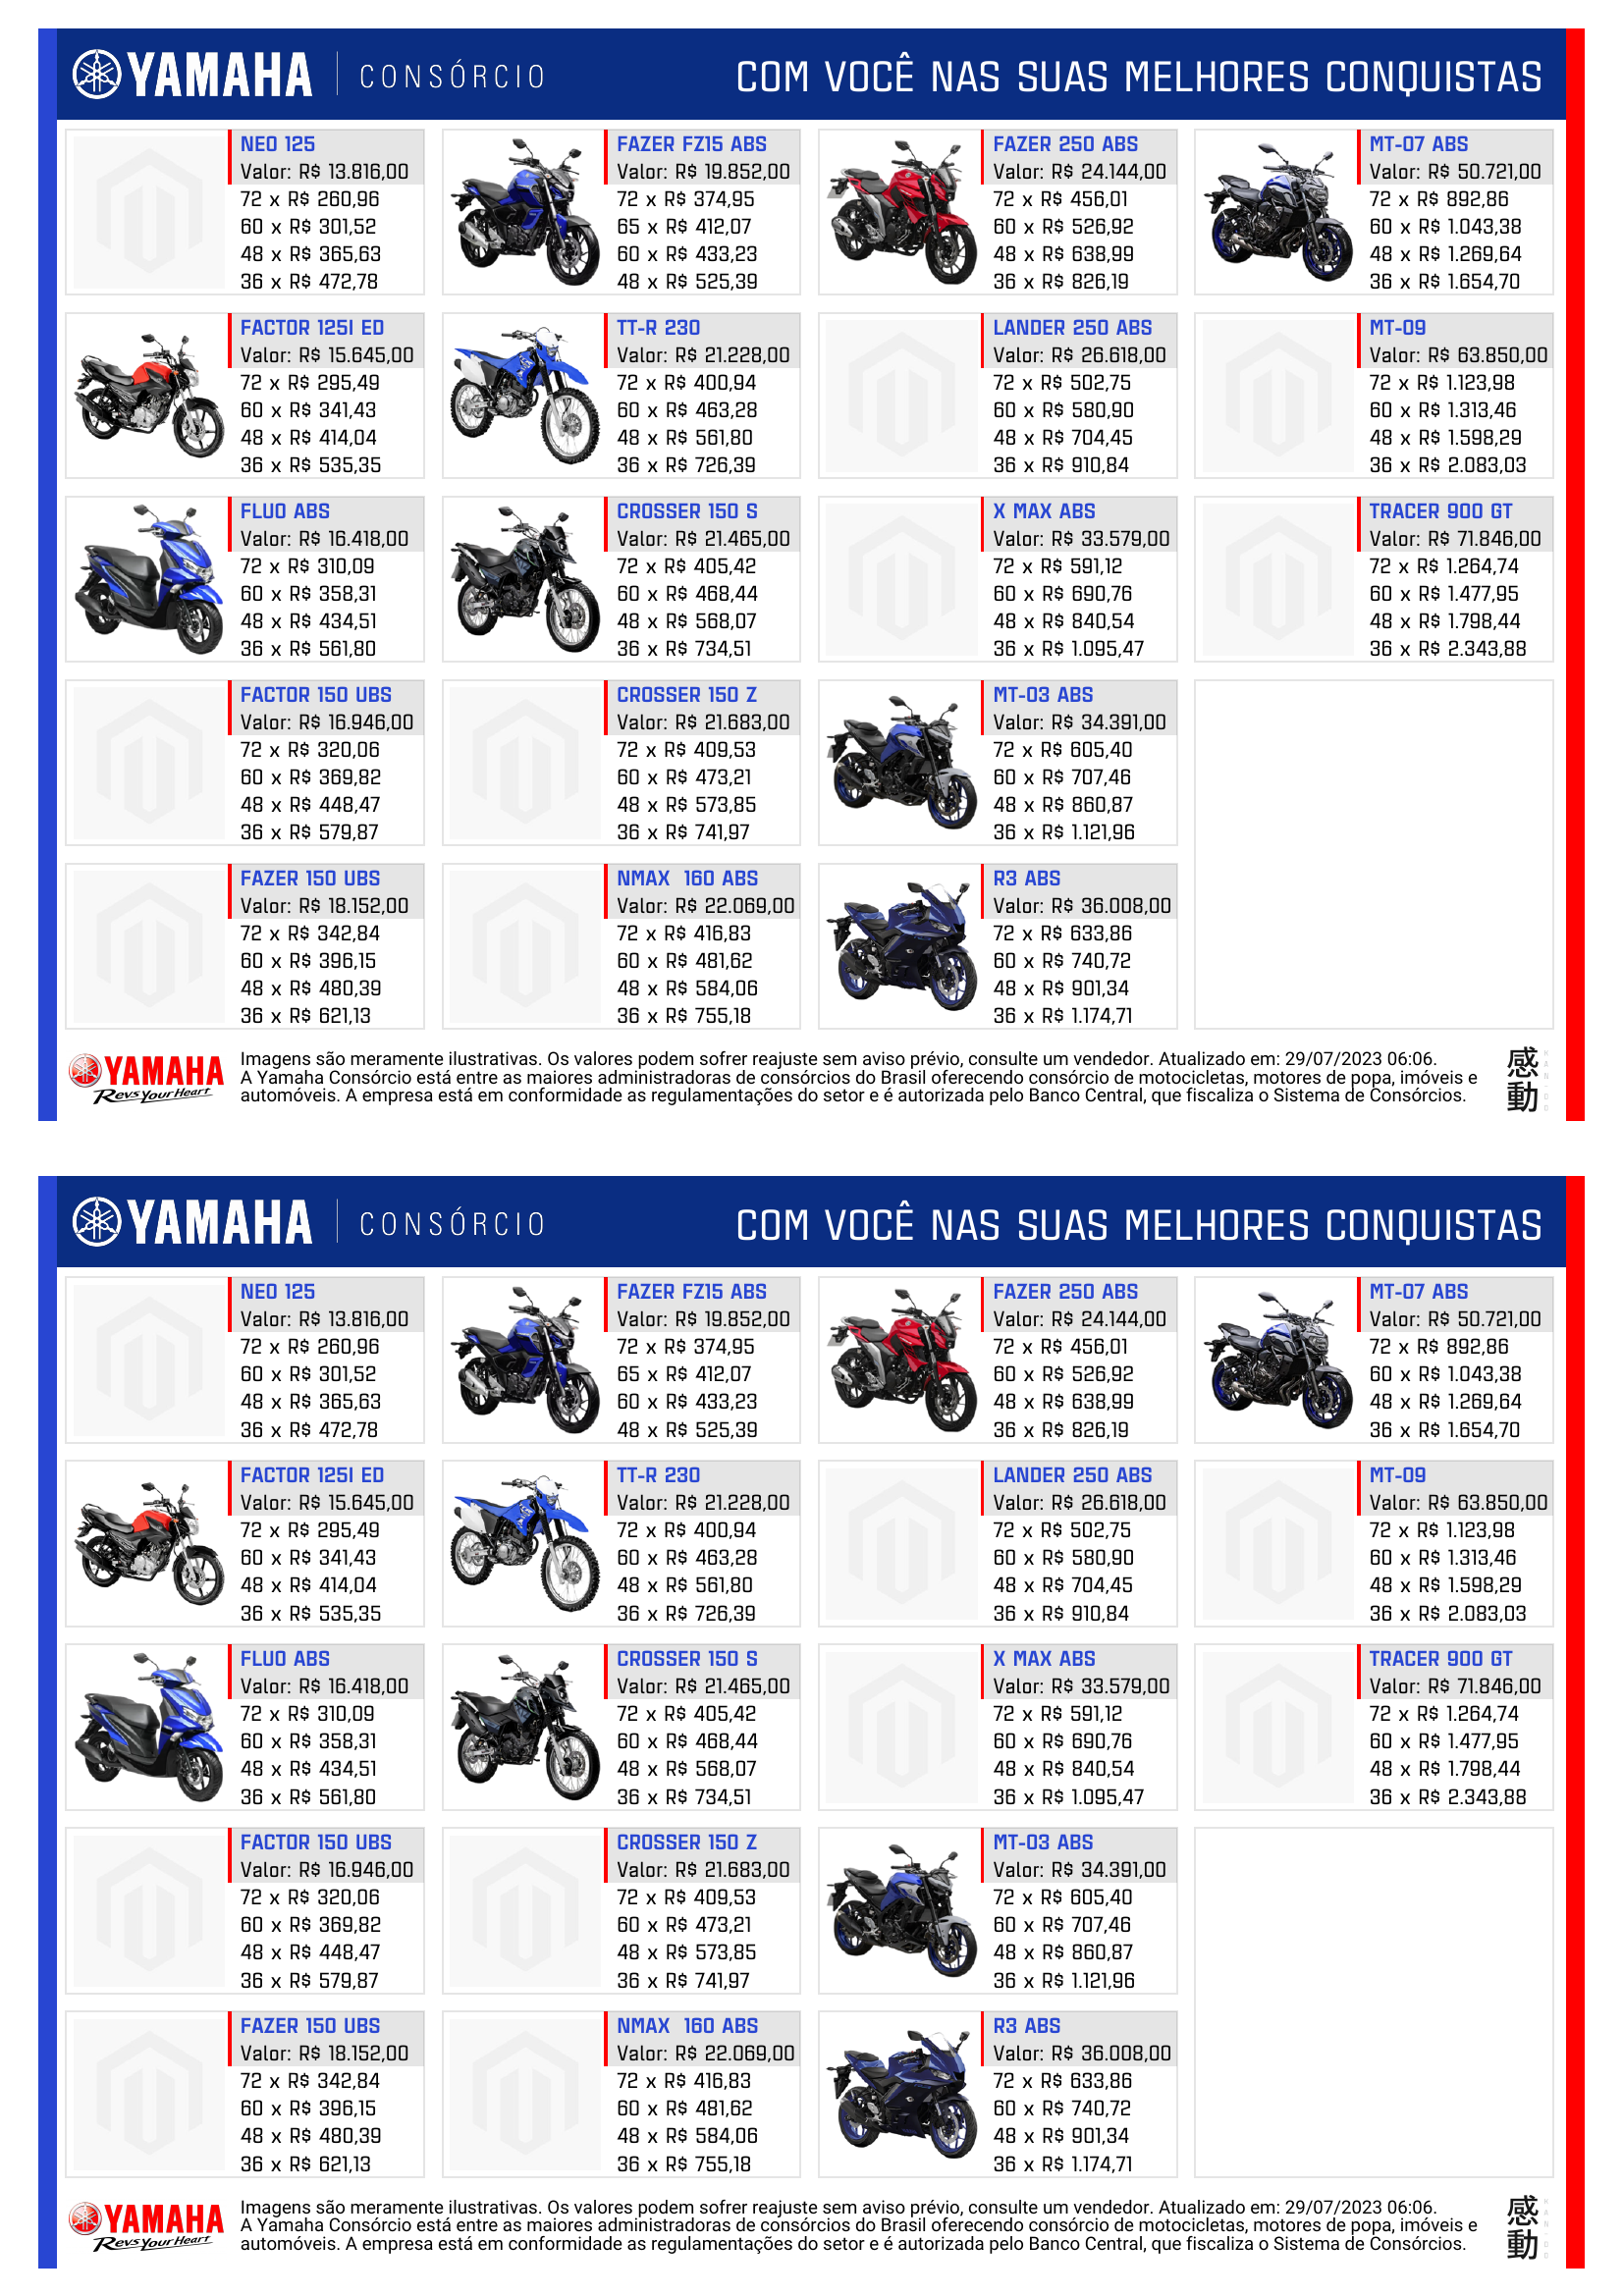 YAMAHA CONSÓRCIO COM VOCÊ NAS SUAS MELHORES CONQUISTAS
NEO 125
Valor: R$ 13.816,00
72 x R$ 260,96
60 x R$ 301,52
48 x R$ 365,63
36 x R$ 472,78
FACTOR 125I ED
Valor: R$ 15.645,00
72 x R$ 295,49
60 x R$ 341,43
48 x R$ 414,04
36 x R$ 535,35
FLUO ABS
Valor: R$ 16.418,00
72 x R$ 310,09
60 x R$ 358,31
48 x R$ 434,51
36 x R$ 561,80
FACTOR 150 UBS
Valor: R$ 16.946,00
72 x R$ 320,06
60 x R$ 369,82
48 x R$ 448,47
36 x R$ 579,87
FAZER 150 UBS
Valor: R$ 18.152,00
72 x R$ 342,84
60 x R$ 396,15
48 x R$ 480,39
36 x R$ 621,13
FAZER FZ15 ABS
Valor: R$ 19.852,00
72 x R$ 374,95
65 x R$ 412,07
60 x R$ 433,23
48 x R$ 525,39
TT-R 230
Valor: R$ 21.228,00
72 x R$ 400,94
60 x R$ 463,28
48 x R$ 561,80
36 x R$ 726,39
CROSSER 150 S
Valor: R$ 21.465,00
72 x R$ 405,42
60 x R$ 468,44
48 x R$ 568,07
36 x R$ 734,51
CROSSER 150 Z
Valor: R$ 21.683,00
72 x R$ 409,53
60 x R$ 473,21
48 x R$ 573,85
36 x R$ 741,97
NMAX 160 ABS
Valor: R$ 22.069,00
72 x R$ 416,83
60 x R$ 481,62
48 x R$ 584,06
36 x R$ 755,18
FAZER 250 ABS
Valor: R$ 24.144,00
72 x R$ 456,01
60 x R$ 526,92
48 x R$ 638,99
36 x R$ 826,19
LANDER 250 ABS
Valor: R$ 26.618,00
72 x R$ 502,75
60 x R$ 580,90
48 x R$ 704,45
36 x R$ 910,84
X MAX ABS
Valor: R$ 33.579,00
72 x R$ 591,12
60 x R$ 690,76
48 x R$ 840,54
36 x R$ 1.095,47
MT-03 ABS
Valor: R$ 34.391,00
72 x R$ 605,40
60 x R$ 707,46
48 x R$ 860,87
36 x R$ 1.121,96
R3 ABS
Valor: R$ 36.008,00
72 x R$ 633,86
60 x R$ 740,72
48 x R$ 901,34
36 x R$ 1.174,71
MT-07 ABS
Valor: R$ 50.721,00
72 x R$ 892,86
60 x R$ 1.043,38
48 x R$ 1.269,64
36 x R$ 1.654,70
MT-09
Valor: R$ 63.850,00
72 x R$ 1.123,98
60 x R$ 1.313,46
48 x R$ 1.598,29
36 x R$ 2.083,03
TRACER 900 GT
Valor: R$ 71.846,00
72 x R$ 1.264,74
60 x R$ 1.477,95
48 x R$ 1.798,44
36 x R$ 2.343,88
YAMAHA
Revs Your Heart
Imagens são meramente ilustrativas. Os valores podem sofrer reajuste sem aviso prévio, consulte um vendedor. Atualizado em: 29/07/2023 06:06.
A Yamaha Consórcio está entre as maiores administradoras de consórcios do Brasil oferecendo consórcio de motocicletas, motores de popa, imóveis e
automóveis. A empresa está em conformidade as regulamentações do setor e é autorizada pelo Banco Central, que fiscaliza o Sistema de Consórcios.
感動
YAMAHA CONSÓRCIO COM VOCÊ NAS SUAS MELHORES CONQUISTAS
NEO 125
Valor: R$ 13.816,00
72 x R$ 260,96
60 x R$ 301,52
48 x R$ 365,63
36 x R$ 472,78
FACTOR 125I ED
Valor: R$ 15.645,00
72 x R$ 295,49
60 x R$ 341,43
48 x R$ 414,04
36 x R$ 535,35
FLUO ABS
Valor: R$ 16.418,00
72 x R$ 310,09
60 x R$ 358,31
48 x R$ 434,51
36 x R$ 561,80
FACTOR 150 UBS
Valor: R$ 16.946,00
72 x R$ 320,06
60 x R$ 369,82
48 x R$ 448,47
36 x R$ 579,87
FAZER 150 UBS
Valor: R$ 18.152,00
72 x R$ 342,84
60 x R$ 396,15
48 x R$ 480,39
36 x R$ 621,13
FAZER FZ15 ABS
Valor: R$ 19.852,00
72 x R$ 374,95
65 x R$ 412,07
60 x R$ 433,23
48 x R$ 525,39
TT-R 230
Valor: R$ 21.228,00
72 x R$ 400,94
60 x R$ 463,28
48 x R$ 561,80
36 x R$ 726,39
CROSSER 150 S
Valor: R$ 21.465,00
72 x R$ 405,42
60 x R$ 468,44
48 x R$ 568,07
36 x R$ 734,51
CROSSER 150 Z
Valor: R$ 21.683,00
72 x R$ 409,53
60 x R$ 473,21
48 x R$ 573,85
36 x R$ 741,97
NMAX 160 ABS
Valor: R$ 22.069,00
72 x R$ 416,83
60 x R$ 481,62
48 x R$ 584,06
36 x R$ 755,18
FAZER 250 ABS
Valor: R$ 24.144,00
72 x R$ 456,01
60 x R$ 526,92
48 x R$ 638,99
36 x R$ 826,19
LANDER 250 ABS
Valor: R$ 26.618,00
72 x R$ 502,75
60 x R$ 580,90
48 x R$ 704,45
36 x R$ 910,84
X MAX ABS
Valor: R$ 33.579,00
72 x R$ 591,12
60 x R$ 690,76
48 x R$ 840,54
36 x R$ 1.095,47
MT-03 ABS
Valor: R$ 34.391,00
72 x R$ 605,40
60 x R$ 707,46
48 x R$ 860,87
36 x R$ 1.121,96
R3 ABS
Valor: R$ 36.008,00
72 x R$ 633,86
60 x R$ 740,72
48 x R$ 901,34
36 x R$ 1.174,71
MT-07 ABS
Valor: R$ 50.721,00
72 x R$ 892,86
60 x R$ 1.043,38
48 x R$ 1.269,64
36 x R$ 1.654,70
MT-09
Valor: R$ 63.850,00
72 x R$ 1.123,98
60 x R$ 1.313,46
48 x R$ 1.598,29
36 x R$ 2.083,03
TRACER 900 GT
Valor: R$ 71.846,00
72 x R$ 1.264,74
60 x R$ 1.477,95
48 x R$ 1.798,44
36 x R$ 2.343,88
YAMAHA
Revs Your Heart
Imagens são meramente ilustrativas. Os valores podem sofrer reajuste sem aviso prévio, consulte um vendedor. Atualizado em: 29/07/2023 06:06.
A Yamaha Consórcio está entre as maiores administradoras de consórcios do Brasil oferecendo consórcio de motocicletas, motores de popa, imóveis e
automóveis. A empresa está em conformidade as regulamentações do setor e é autorizada pelo Banco Central, que fiscaliza o Sistema de Consórcios.
感動